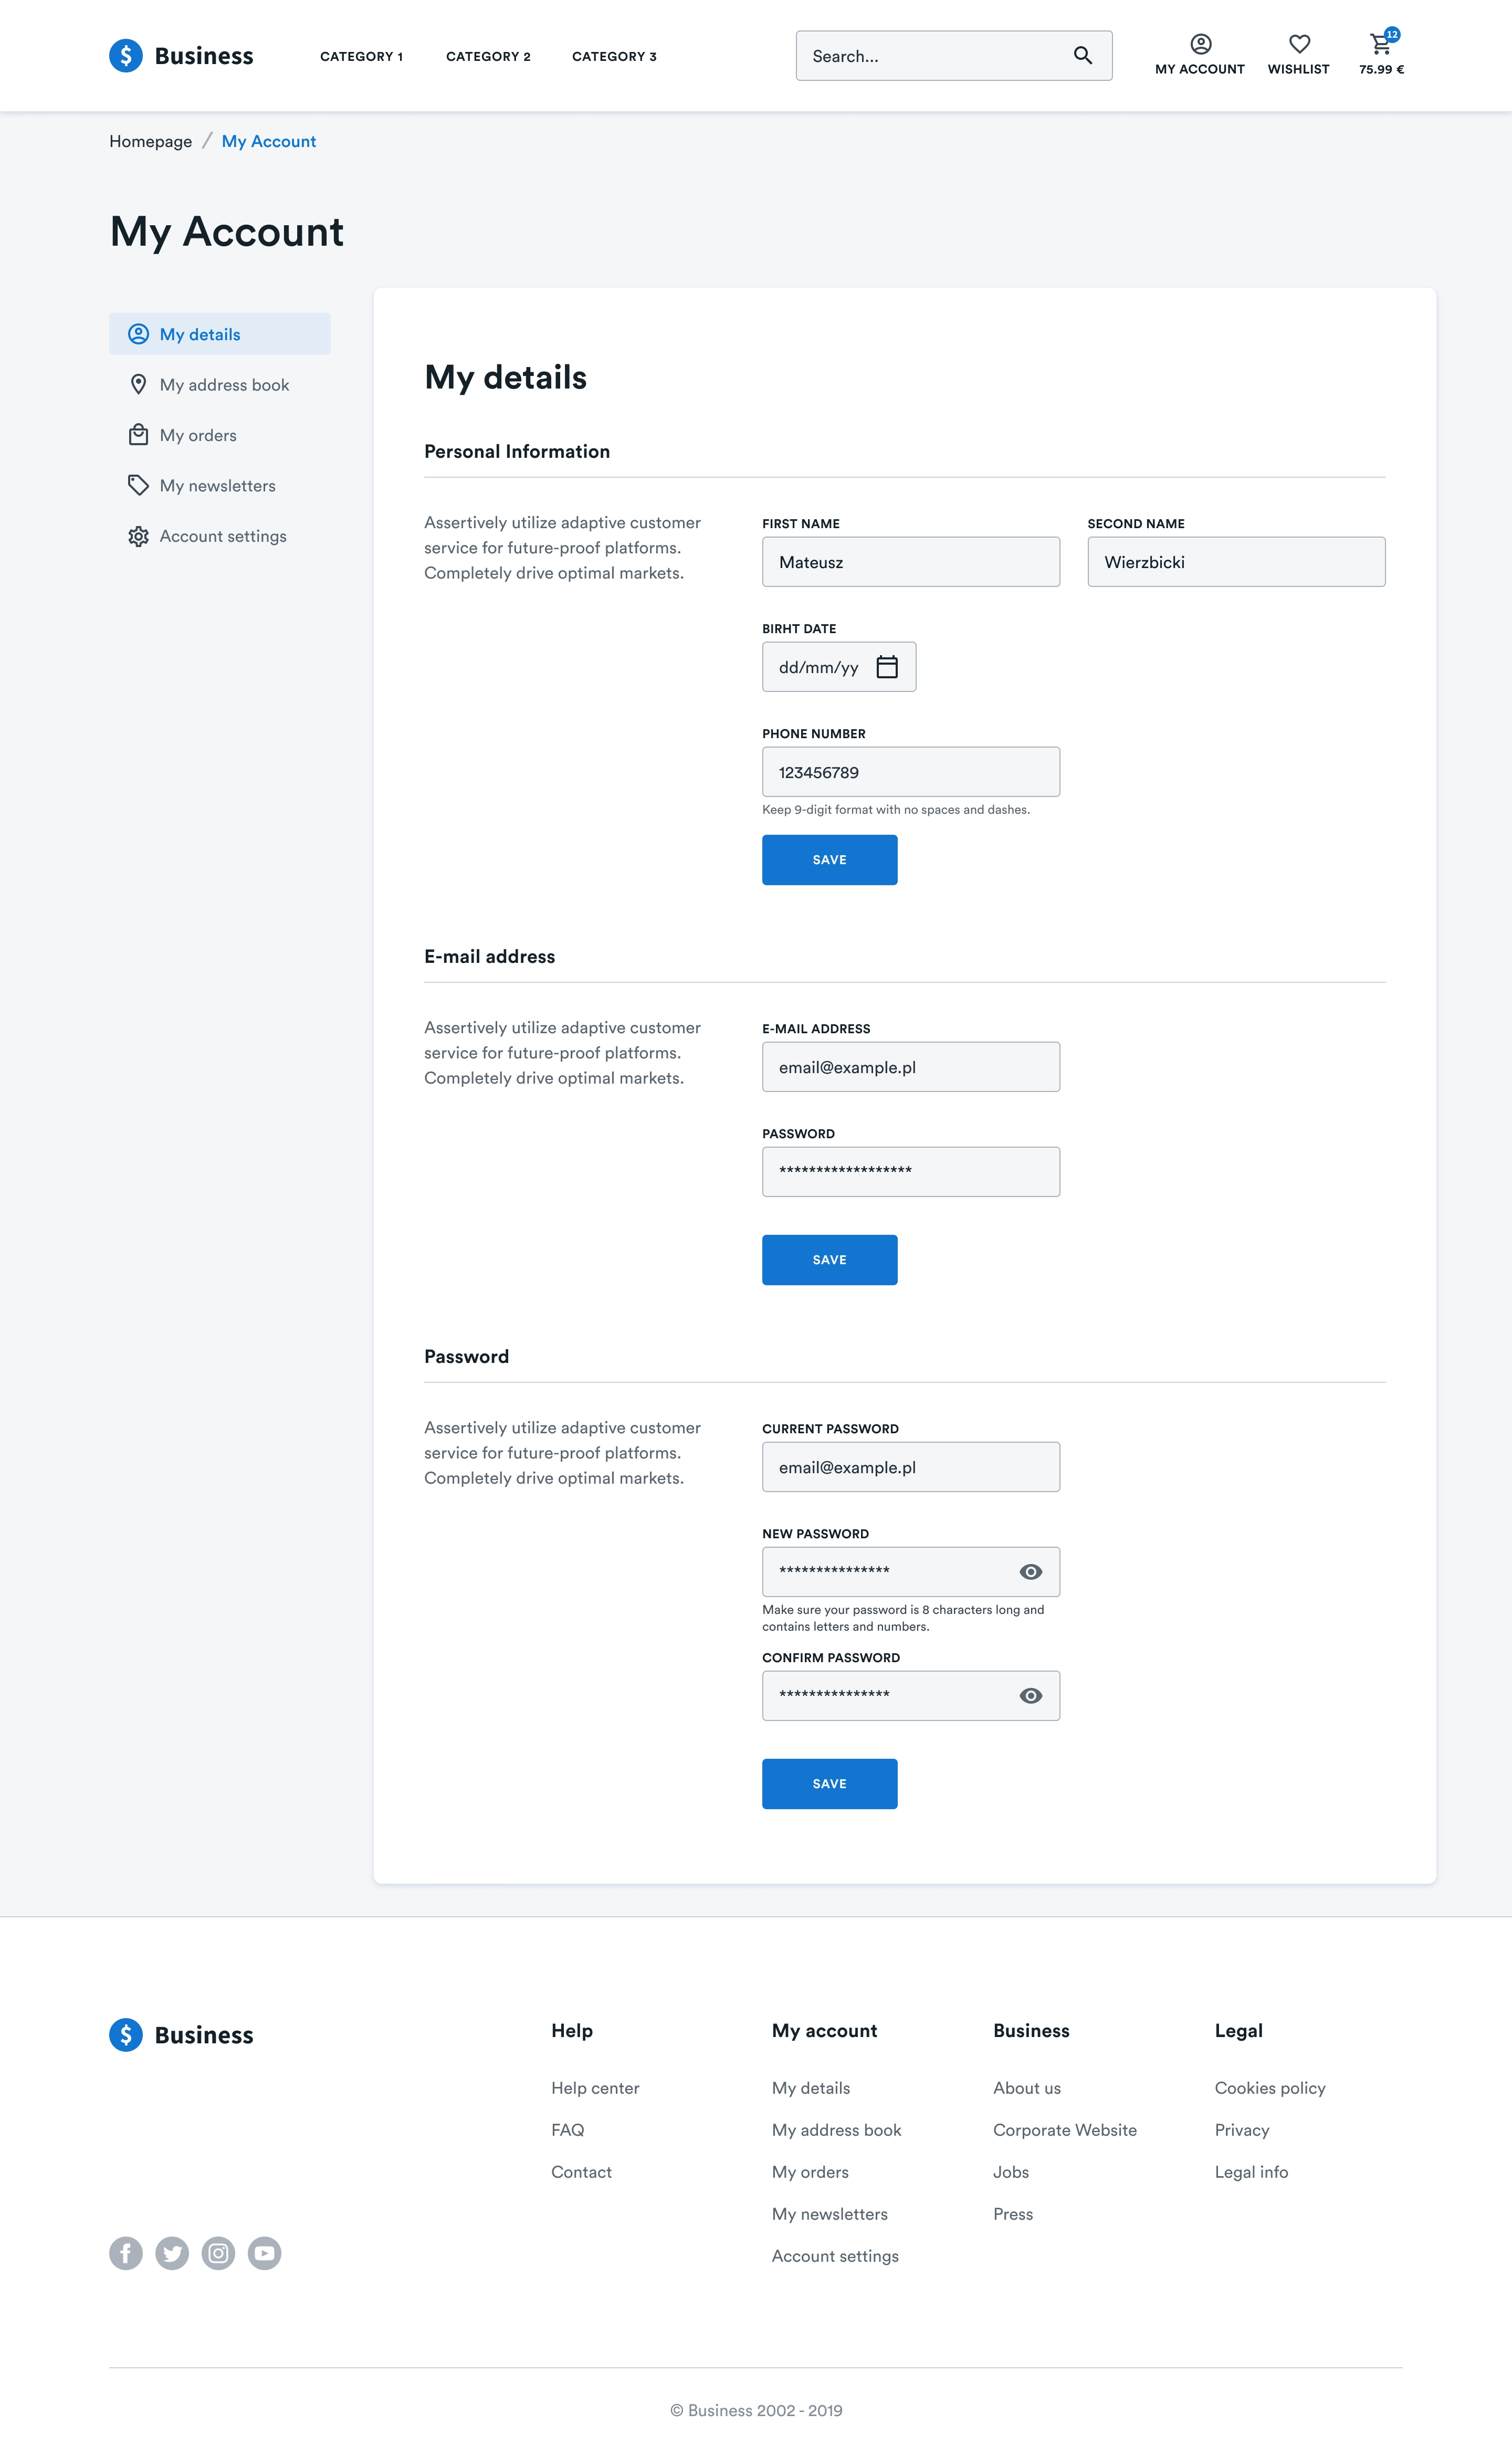 Business
CATEGORY 1
CATEGORY 2
CATEGORY 3
Search...
MY ACCOUNT
WISHLIST
12
75.99 €
Homepage / My Account
My Account
My details
My address book
My orders
My newsletters
Account settings
My details
Personal Information
Assertively utilize adaptive customer
service for future-proof platforms.
Completely drive optimal markets.
FIRST NAME
Mateusz
SECOND NAME
Wierzbicki
BIRHT DATE
dd/mm/yy
PHONE NUMBER
123456789
Keep 9-digit format with no spaces and dashes.
SAVE
E-mail address
Assertively utilize adaptive customer
service for future-proof platforms.
Completely drive optimal markets.
E-MAIL ADDRESS
email@example.pl
PASSWORD
******************
SAVE
Password
Assertively utilize adaptive customer
service for future-proof platforms.
Completely drive optimal markets.
CURRENT PASSWORD
email@example.pl
NEW PASSWORD
***************
Make sure your password is 8 characters long and
contains letters and numbers.
CONFIRM PASSWORD
***************
SAVE
Business
Help
Help center
FAQ
Contact
My account
My details
My address book
My orders
My newsletters
Account settings
Business
About us
Corporate Website
Jobs
Press
Legal
Cookies policy
Privacy
Legal info
© Business 2002 - 2019